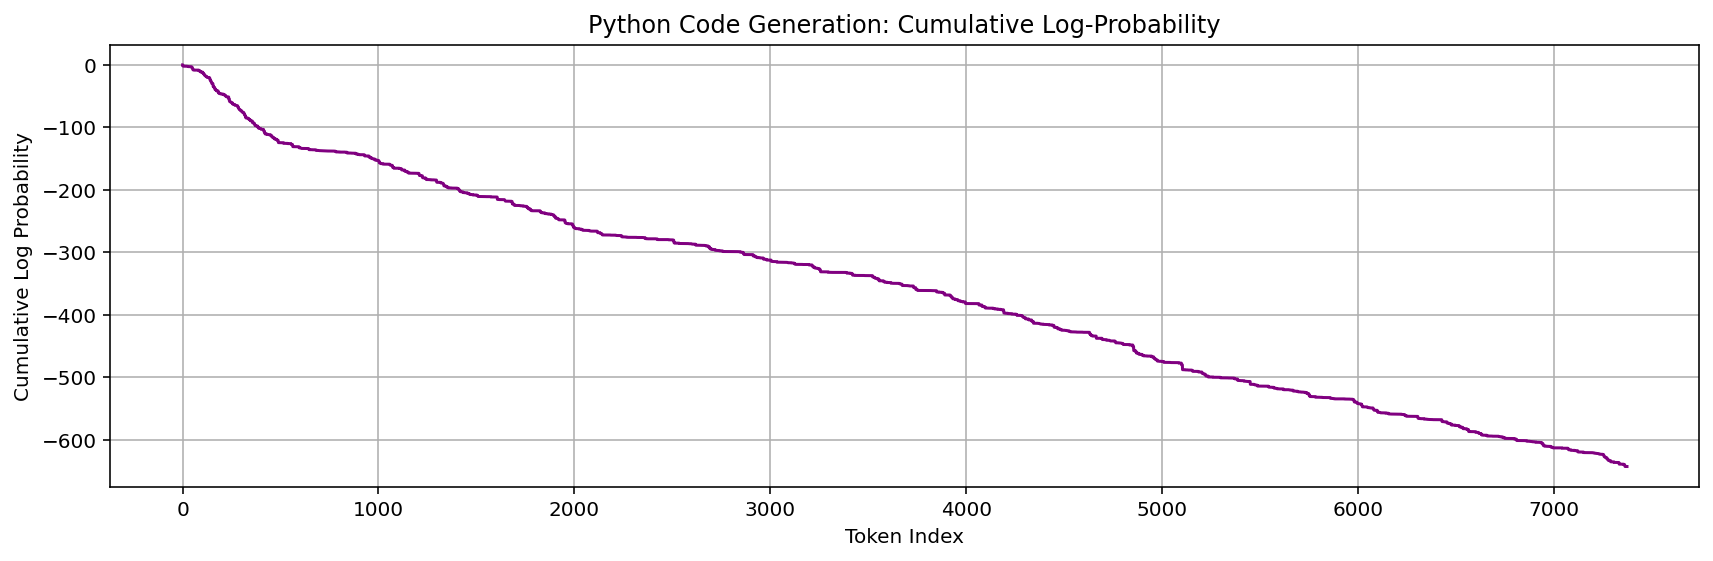 Python Code Generation: Cumulative Log-Probability
0
−100
−200
−300
−400
−500
−600
Cumulative Log Probability
0 1000 2000 3000 4000 5000 6000 7000
Token Index